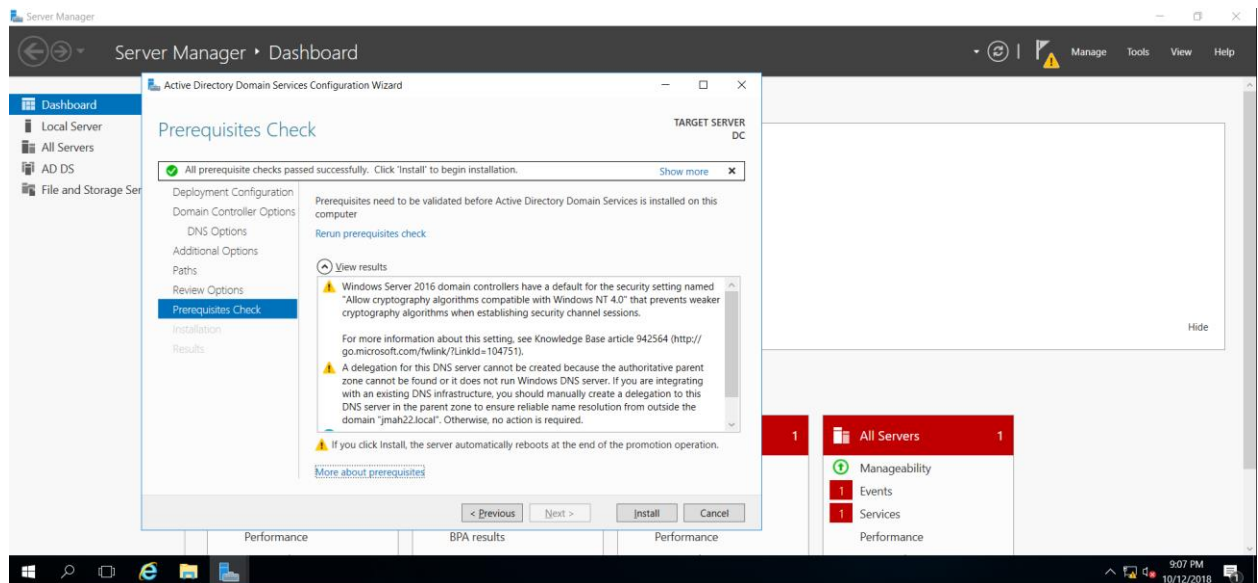 Server Manager
Server Manager • Dashboard
Manage Tools View Help
Dashboard
Local Server
All Servers
AD DS
File and Storage Ser
Active Directory Domain Services Configuration Wizard
Prerequisites Check
TARGET SERVER
DC
All prerequisite checks passed successfully. Click 'Install' to begin installation.
Show more
Deployment Configuration
Domain Controller Options
DNS Options
Additional Options
Paths
Review Options
Prerequisites Check
Installation
Results
Prerequisites need to be validated before Active Directory Domain Services is installed on this
computer
Rerun prerequisites check
View results
Windows Server 2016 domain controllers have a default for the security setting named
"Allow cryptography algorithms compatible with Windows NT 4.0" that prevents weaker
cryptography algorithms when establishing security channel sessions.
For more information about this setting, see Knowledge Base article 942564 (http://
go.microsoft.com/fwlink/?LinkId=104751).
A delegation for this DNS server cannot be created because the authoritative parent
zone cannot be found or it does not run Windows DNS server. If you are integrating
with an existing DNS infrastructure, you should manually create a delegation to this
DNS server in the parent zone to ensure reliable name resolution from outside the
domain "jmah22.local". Otherwise, no action is required.
If you click Install, the server automatically reboots at the end of the promotion operation.
More about prerequisites
< Previous
Next >
Install
Cancel
Hide
1
All Servers 1
Manageability
1 Events
1 Services
Performance
Performance
BPA results
Performance
9:07 PM
10/12/2018